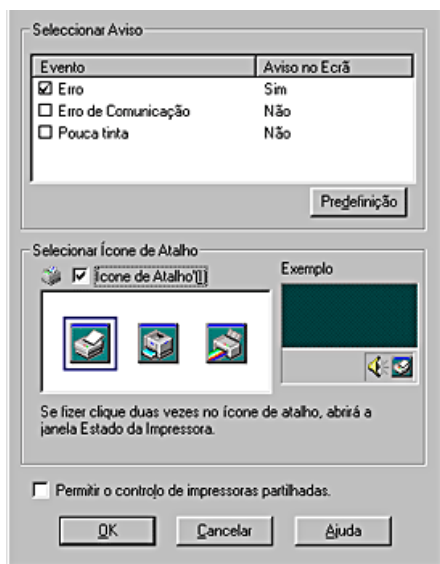 Seleccionar Aviso
Evento Aviso no Ecrã
Erro Sim
Erro de Comunicação Não
Pouca tinta Não
Predefinição
Selecionar Ícone de Atalho
Ícone de Atalho'(I) Exemplo
Se fizer clique duas vezes no ícone de atalho, abrirá a
janela Estado da Impressora.
Permitir o controlo de impressoras partilhadas.
OK Cancelar Ajuda